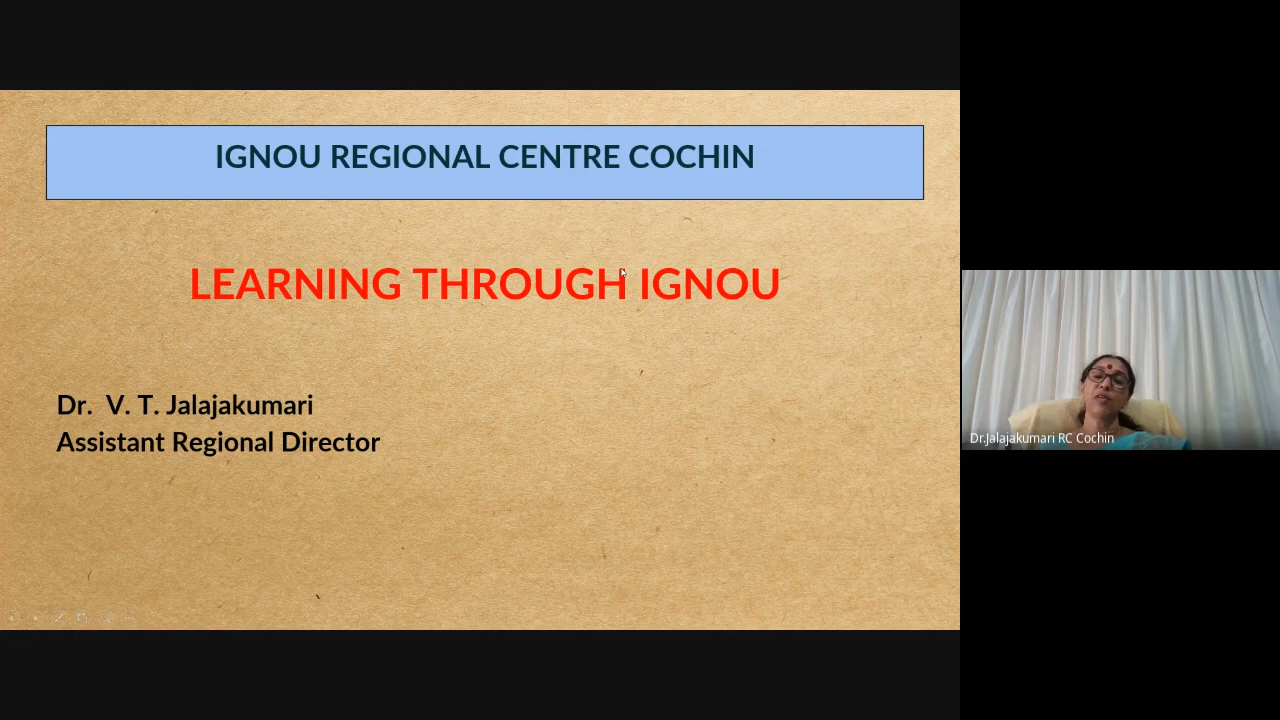 IGNOU REGIONAL CENTRE COCHIN
LEARNING THROUGH IGNOU
Dr. V. T. Jalajakumari
Assistant Regional Director
Dr.Jalajakumari RC Cochin